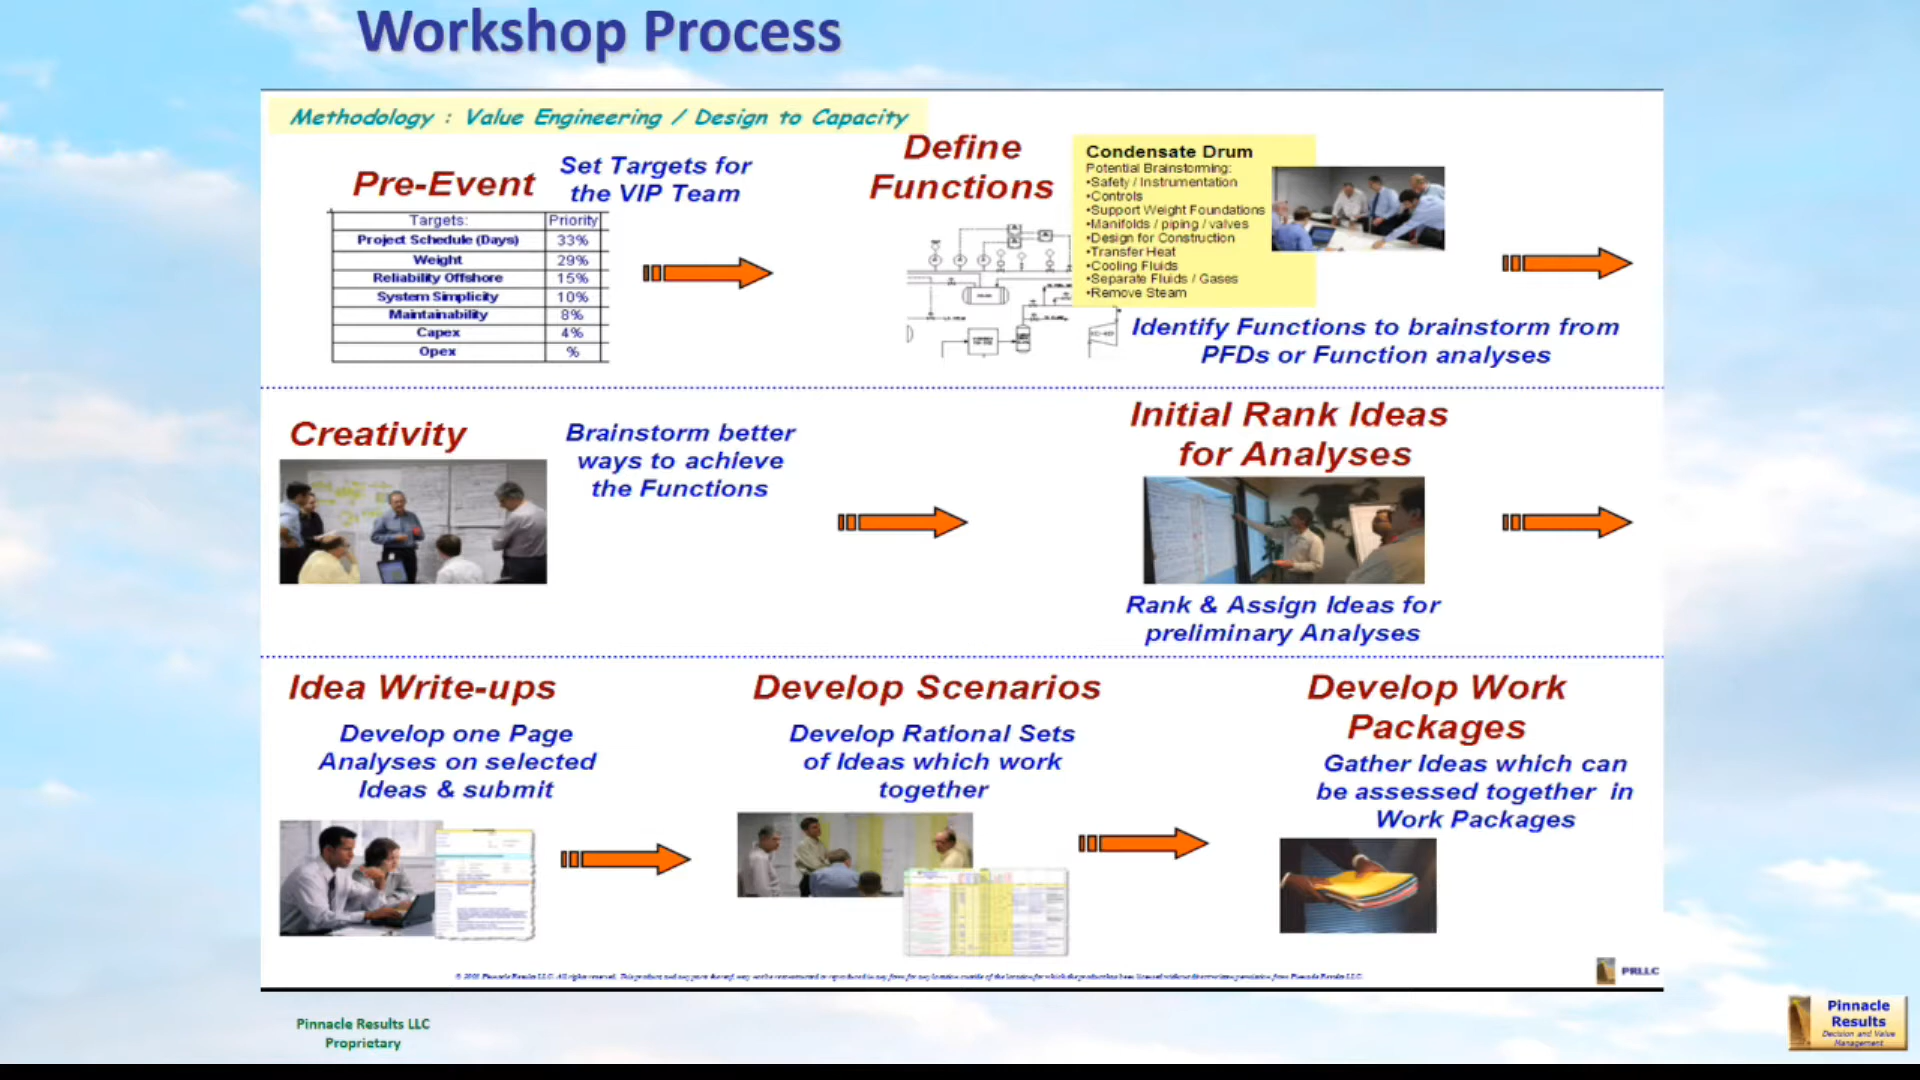 Workshop Process
Methodology : Value Engineering / Design to Capacity
Pre-Event
Set Targets for
the VIP Team
Targets: Priority
Project Schedule (Days) 33%
Weight 29%
Reliability Offshore 15%
System Simplicity 10%
Maintainability 8%
Capex 4%
Opex %
Define
Functions
Condensate Drum
Potential Brainstorming:
•Safety / Instrumentation
•Controls
•Support Weight Foundations
•Manifolds / piping / valves
•Design for Construction
•Transfer Heat
•Cooling Fluids
•Separate Fluids / Gases
•Remove Steam
Identify Functions to brainstorm from
PFDs or Function analyses
Creativity
Brainstorm better
ways to achieve
the Functions
Initial Rank Ideas
for Analyses
Rank & Assign Ideas for
preliminary Analyses
Idea Write-ups
Develop one Page
Analyses on selected
Ideas & submit
Develop Scenarios
Develop Rational Sets
of Ideas which work
together
Develop Work
Packages
Gather Ideas which can
be assessed together in
Work Packages
PRLLC
Pinnacle Results LLC
Proprietary
Pinnacle
Results
Decision and Value
Management